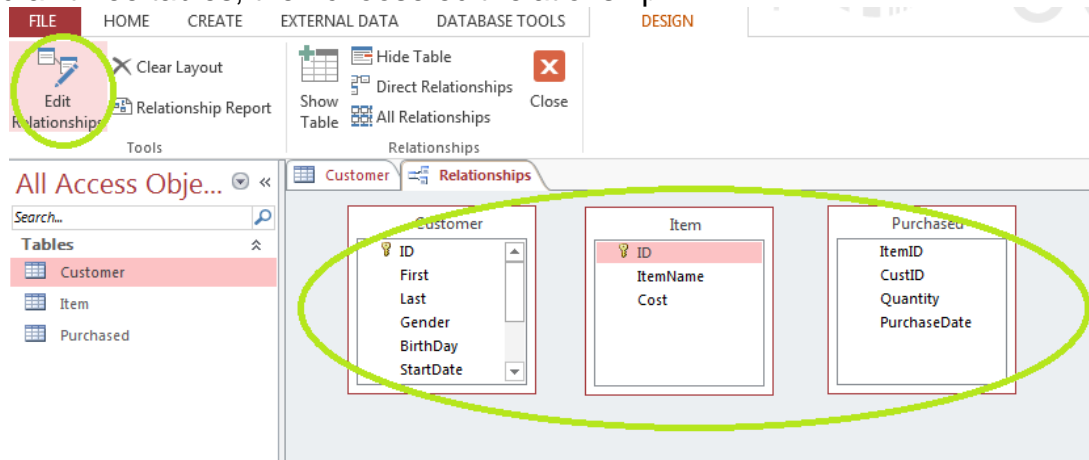 FILE HOME CREATE EXTERNAL DATA DATABASE TOOLS DESIGN
Edit Relationships
Clear Layout
Relationship Report
Tools
Show Table
Hide Table
Direct Relationships
All Relationships
Close
Relationships
All Access Obje...
Search...
Tables
Customer
Item
Purchased
Customer Relationships
Customer
ID
First
Last
Gender
BirthDay
StartDate
Item
ID
ItemName
Cost
Purchased
ItemID
CustID
Quantity
PurchaseDate